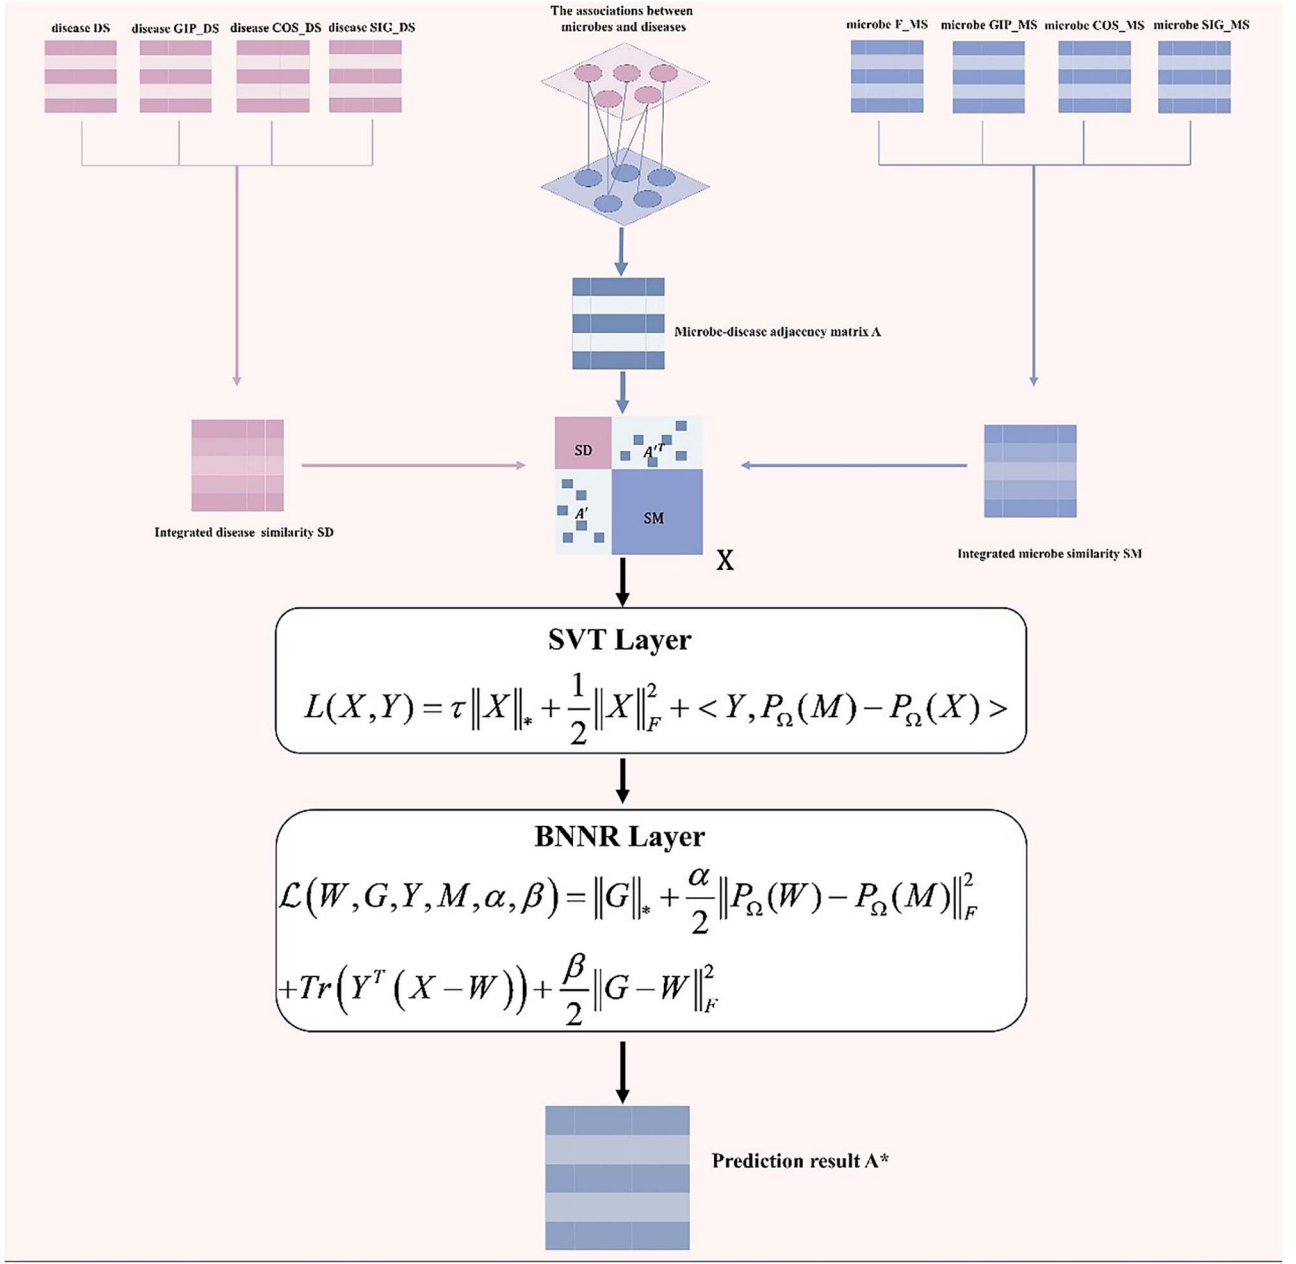 The associations between
microbes and diseases
disease DS
disease GIP_DS
disease COS_DS
disease SIG_DS
microbe F_MS
microbe GIP_MS
microbe COS_MS
microbe SIG_MS
Microbe-disease adjacency matrix A
SD
A'^T
A'
SM
X
Integrated disease similarity SD
Integrated microbe similarity SM
SVT Layer
L(X,Y) = τ‖X‖_* + \frac{1}{2}‖X‖_F^2 + < Y, P_Ω(M) − P_Ω(X) >
BNNR Layer
ℒ(W,G,Y,M,α,β) = ‖G‖_* + \frac{α}{2}‖P_Ω(W) − P_Ω(M)‖_F^2
+Tr(Y^T(X − W)) + \frac{β}{2}‖G − W‖_F^2
Prediction result A*